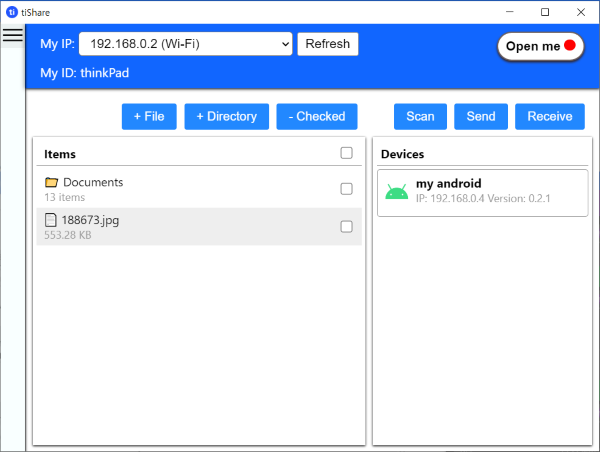 ti tiShare
My IP: 192.168.0.2 (Wi-Fi) Refresh Open me
My ID: thinkPad
+ File + Directory - Checked Scan Send Receive
Items Devices
Documents
13 items
188673.jpg
553.28 KB
my android
IP: 192.168.0.4 Version: 0.2.1